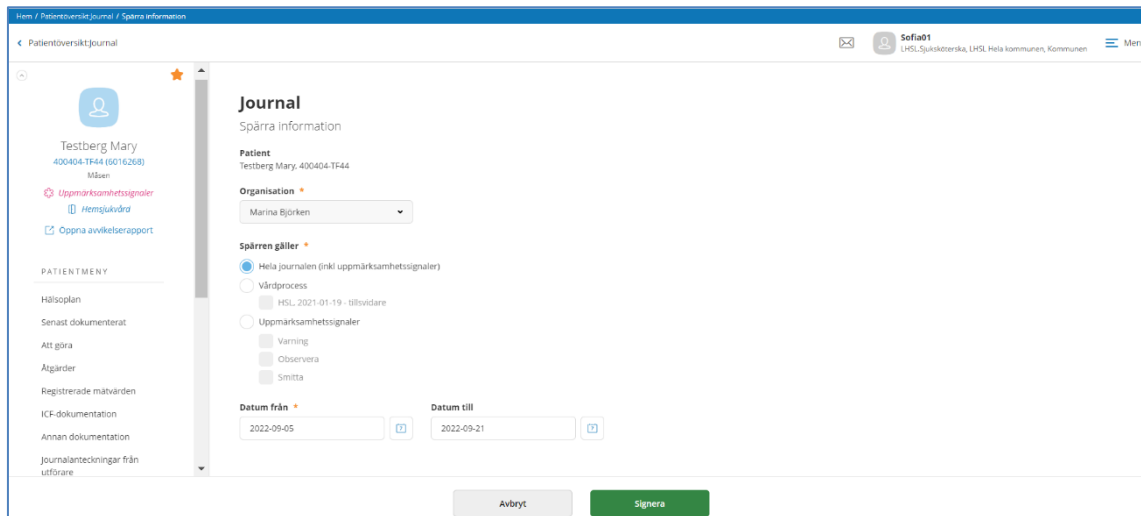 Hem / Patientöversikt:Journal / Spärra information
Patientöversikt:Journal
Sofia01
LHSL.Sjuksköterska, LHSL Hela kommunen, Kommunen
Men
Testberg Mary
400404-TF44 (6016268)
Måsen
Uppmärksamhetssignaler
Hemsjukvård
Öppna avvikelserapport
PATIENTMENY
Hälsoplan
Senast dokumenterat
Att göra
Åtgärder
Registrerade mätvärden
ICF-dokumentation
Annan dokumentation
Journalanteckningar från
utförare
Journal
Spärra information
Patient
Testberg Mary, 400404-TF44
Organisation *
Marina Björken
Spärren gäller *
Hela journalen (inkl uppmärksamhetssignaler)
Vårdprocess
HSL, 2021-01-19 - tillsvidare
Uppmärksamhetssignaler
Varning
Observera
Smitta
Datum från * Datum till
2022-09-05 2022-09-21
Avbryt Signera